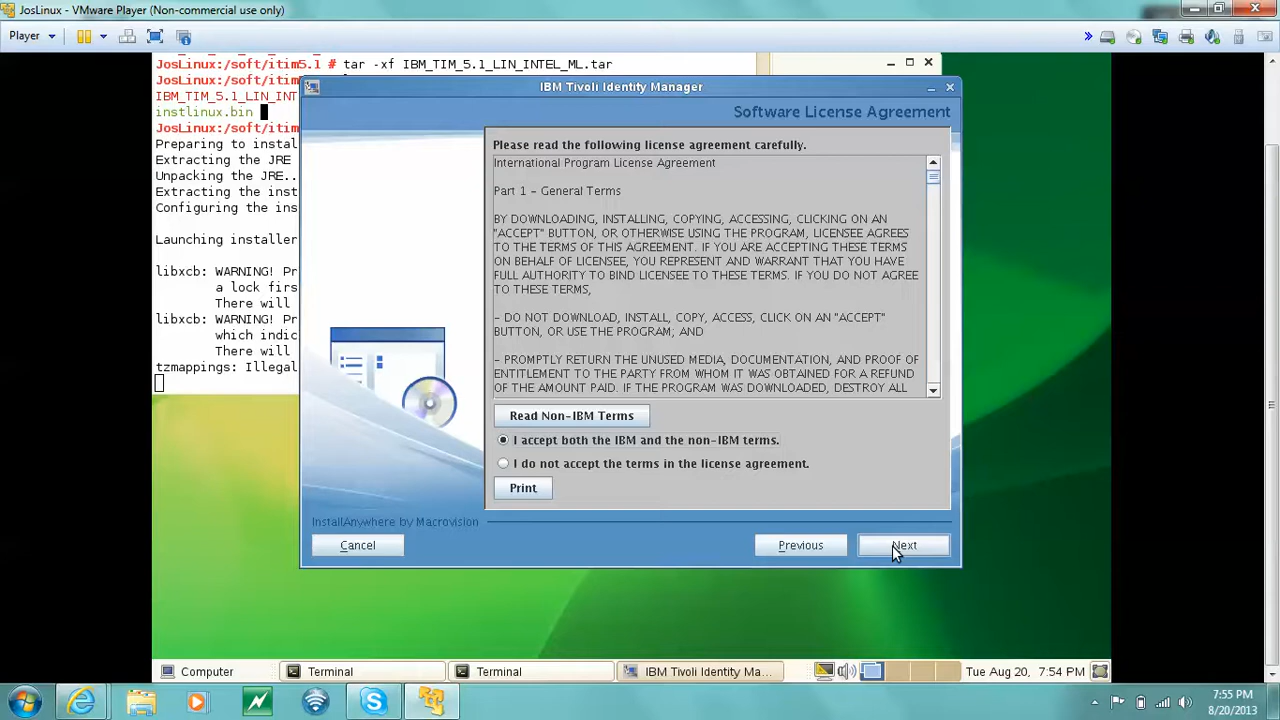 JosLinux - VMware Player (Non-commercial use only)
Player
JosLinux:/soft/itim5.1 # tar -xf IBM_TIM_5.1_LIN_INTEL_ML.tar
JosLinux:/soft/itim
IBM_TIM_5.1_LIN_INT
instlinux.bin
JosLinux:/soft/itim
Preparing to instal
Extracting the JRE
Unpacking the JRE..
Extracting the inst
Configuring the ins
Launching installer
libxcb: WARNING! Pr
a lock firs
There will
libxcb: WARNING! Pr
which indic
There will
tzmappings: Illegal
IBM Tivoli Identity Manager
Software License Agreement
Please read the following license agreement carefully.
International Program License Agreement
Part 1 - General Terms
BY DOWNLOADING, INSTALLING, COPYING, ACCESSING, CLICKING ON AN
"ACCEPT" BUTTON, OR OTHERWISE USING THE PROGRAM, LICENSEE AGREES
TO THE TERMS OF THIS AGREEMENT. IF YOU ARE ACCEPTING THESE TERMS
ON BEHALF OF LICENSEE, YOU REPRESENT AND WARRANT THAT YOU HAVE
FULL AUTHORITY TO BIND LICENSEE TO THESE TERMS. IF YOU DO NOT AGREE
TO THESE TERMS,
- DO NOT DOWNLOAD, INSTALL, COPY, ACCESS, CLICK ON AN "ACCEPT"
BUTTON, OR USE THE PROGRAM; AND
- PROMPTLY RETURN THE UNUSED MEDIA, DOCUMENTATION, AND PROOF OF
ENTITLEMENT TO THE PARTY FROM WHOM IT WAS OBTAINED FOR A REFUND
OF THE AMOUNT PAID. IF THE PROGRAM WAS DOWNLOADED, DESTROY ALL
Read Non-IBM Terms
I accept both the IBM and the non-IBM terms.
I do not accept the terms in the license agreement.
Print
InstallAnywhere by Macrovision
Cancel
Previous
Next
Computer
Terminal
Terminal
IBM Tivoli Identity Ma...
Tue Aug 20, 7:54 PM
7:55 PM
8/20/2013